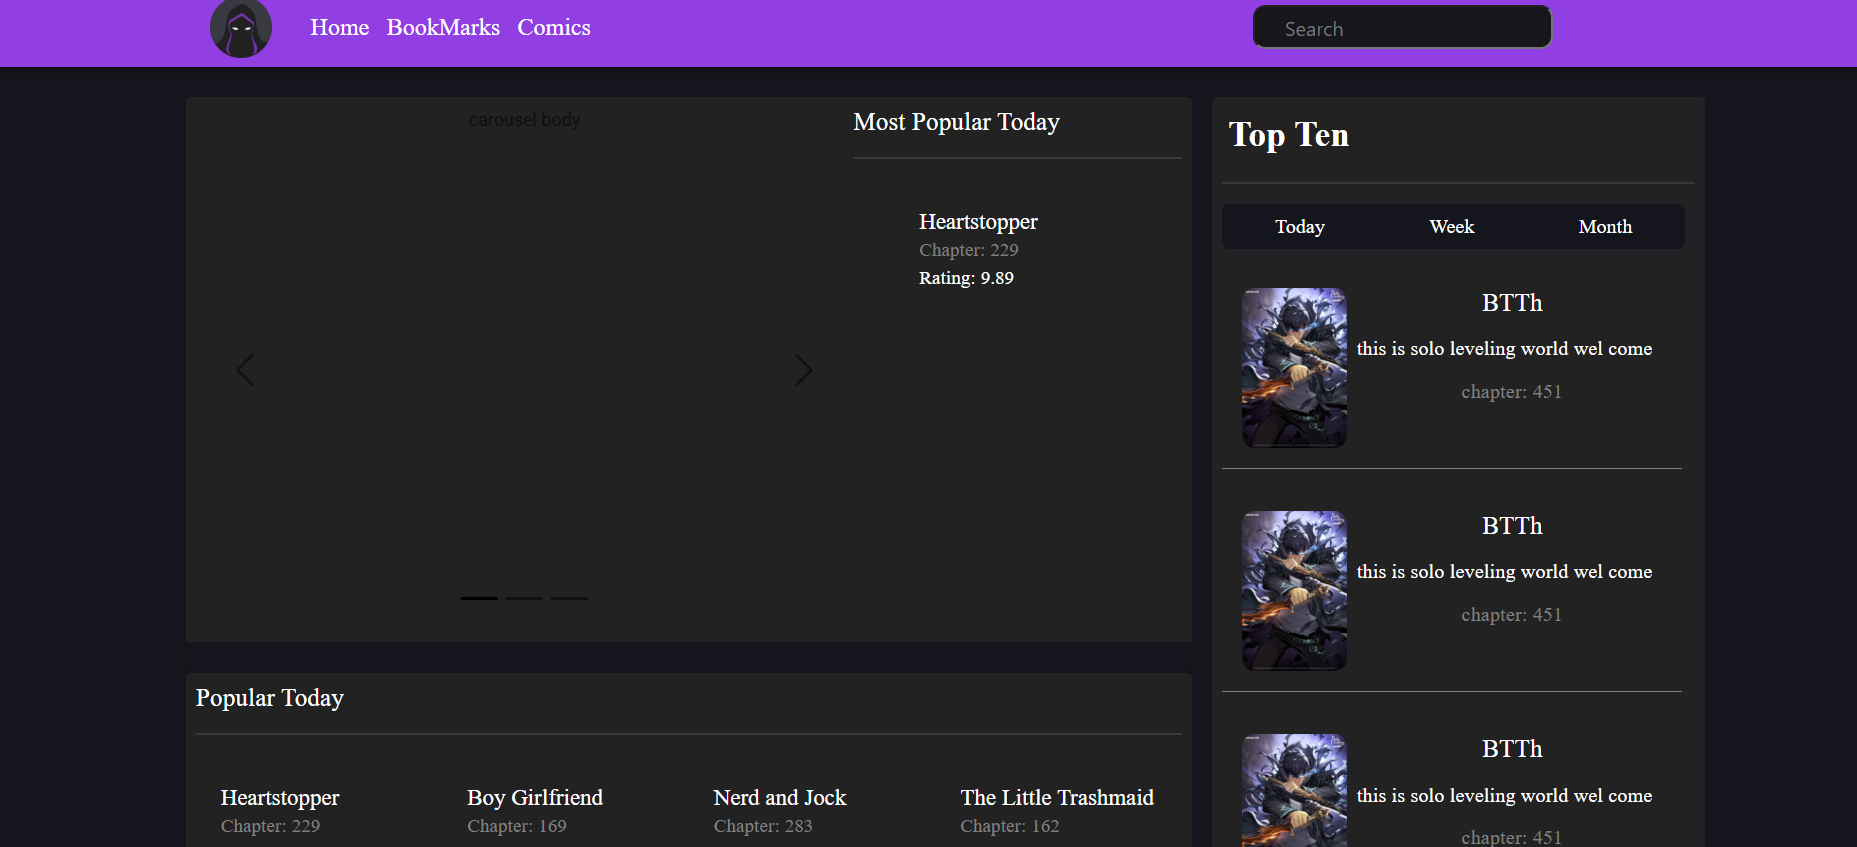 Home BookMarks Comics
Search
carousel body
Most Popular Today
Heartstopper
Chapter: 229
Rating: 9.89
Popular Today
Heartstopper
Chapter: 229
Boy Girlfriend
Chapter: 169
Nerd and Jock
Chapter: 283
The Little Trashmaid
Chapter: 162
Top Ten
Today Week Month
BTTh
this is solo leveling world wel come
chapter: 451
BTTh
this is solo leveling world wel come
chapter: 451
BTTh
this is solo leveling world wel come
chapter: 451